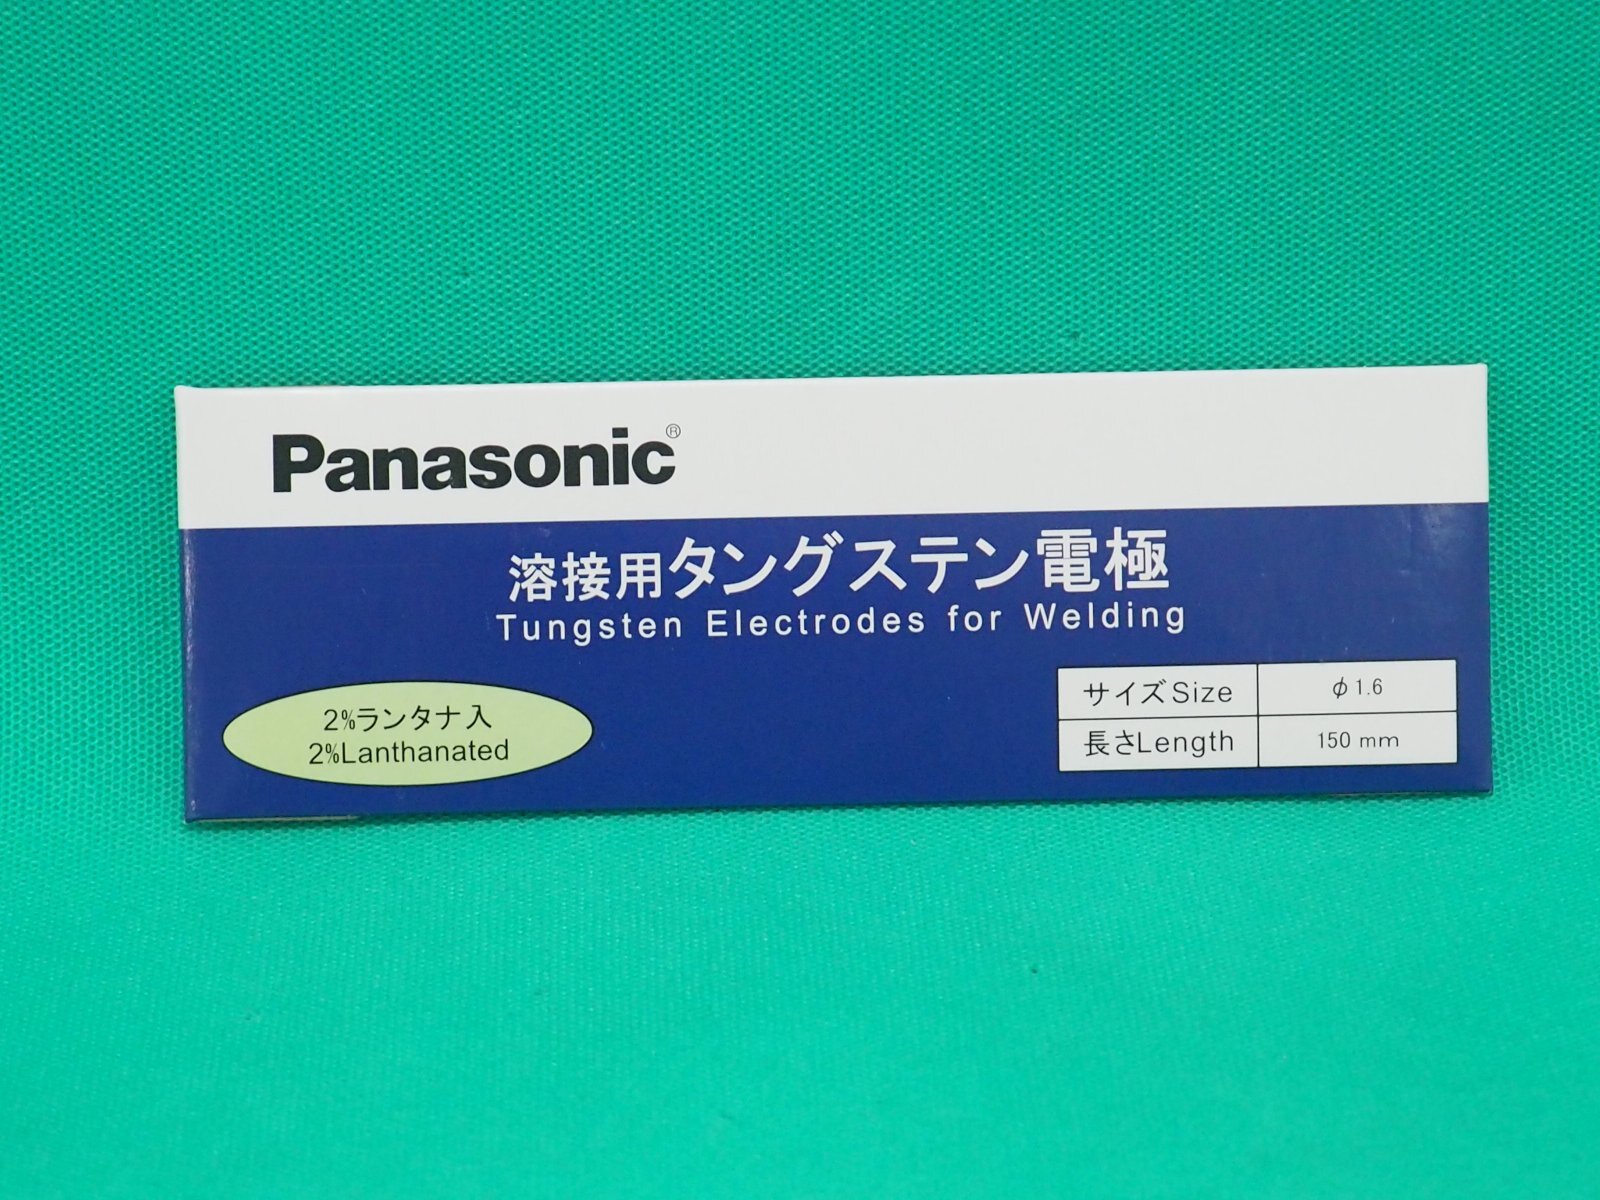 Panasonic®
溶接用タングステン電極
Tungsten Electrodes for Welding
2%ランタナ入
2%Lanthanated
サイズSize φ1.6
長さLength 150 mm